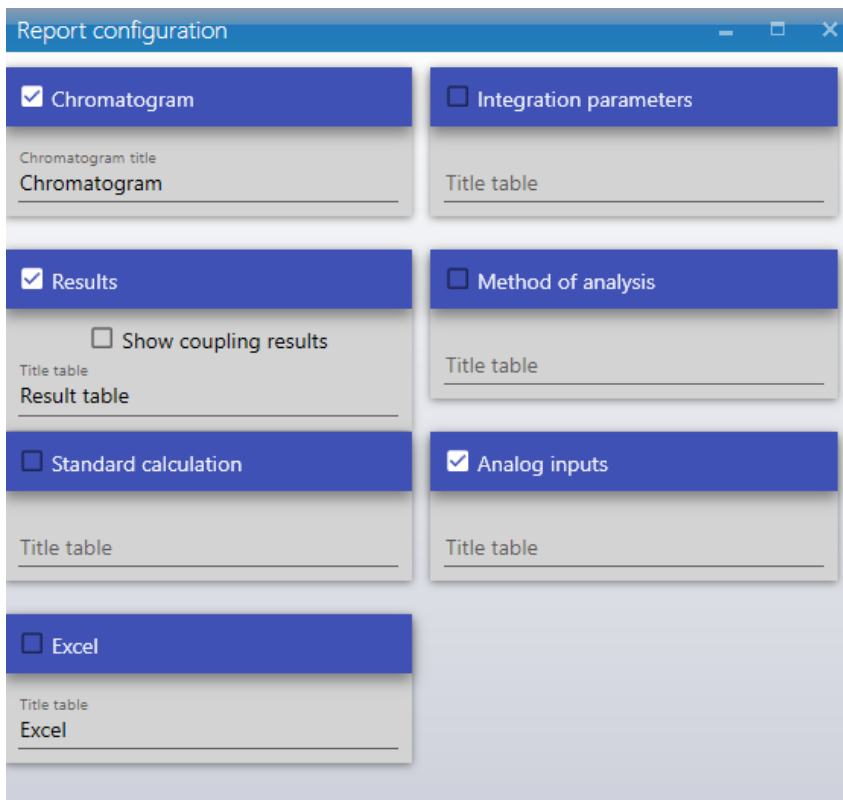 Report configuration
Chromatogram
Chromatogram title
Chromatogram
Integration parameters
Title table
Results
Show coupling results
Title table
Result table
Method of analysis
Title table
Standard calculation
Title table
Analog inputs
Title table
Excel
Title table
Excel